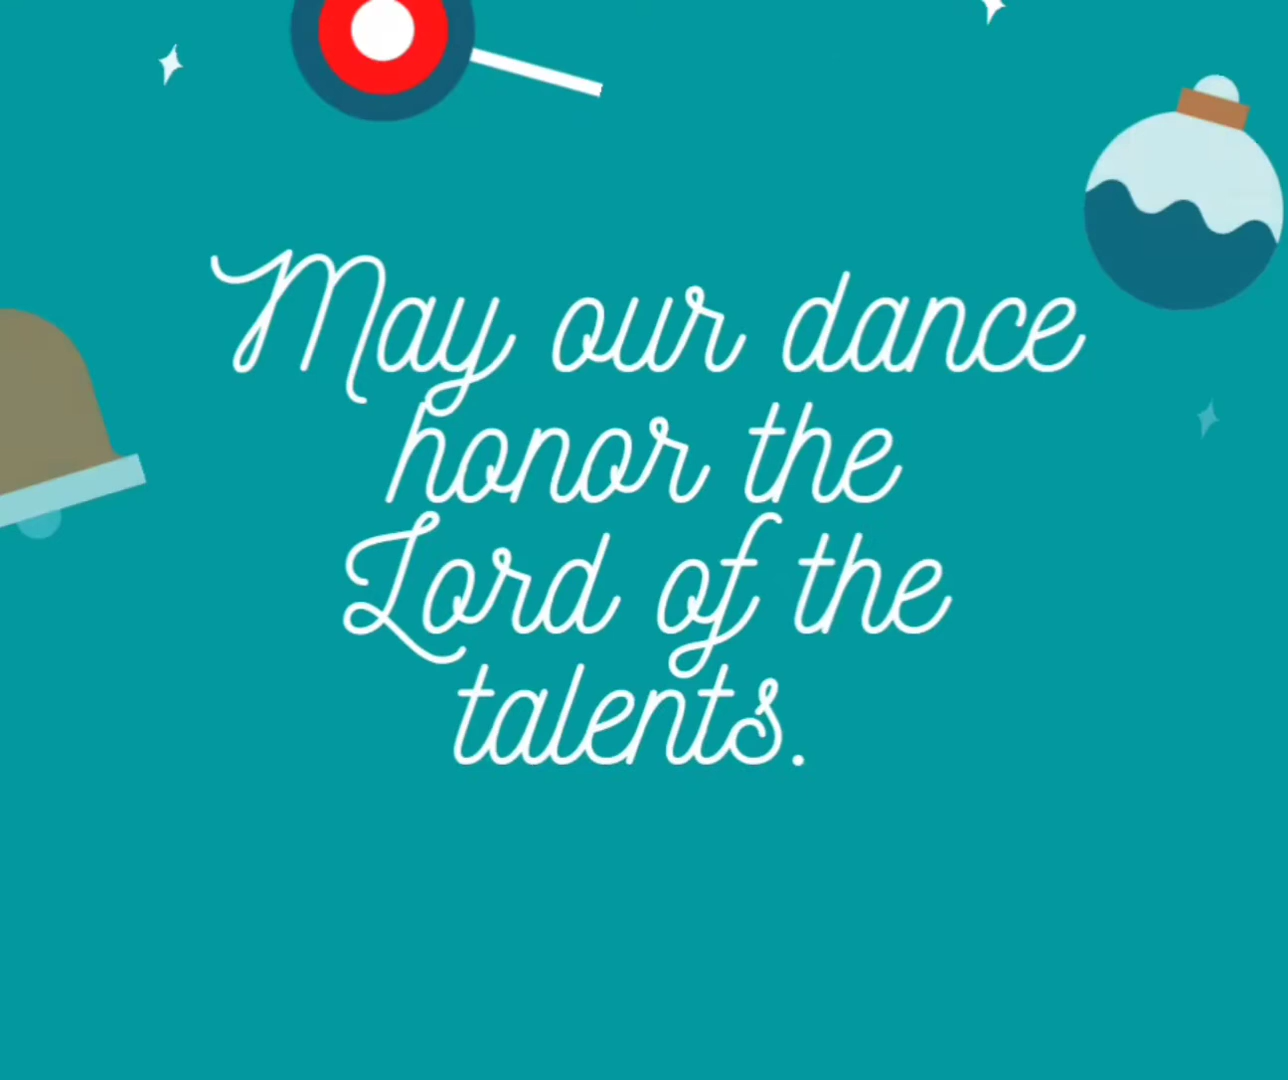 May our dance
honor the
Lord of the
talents.